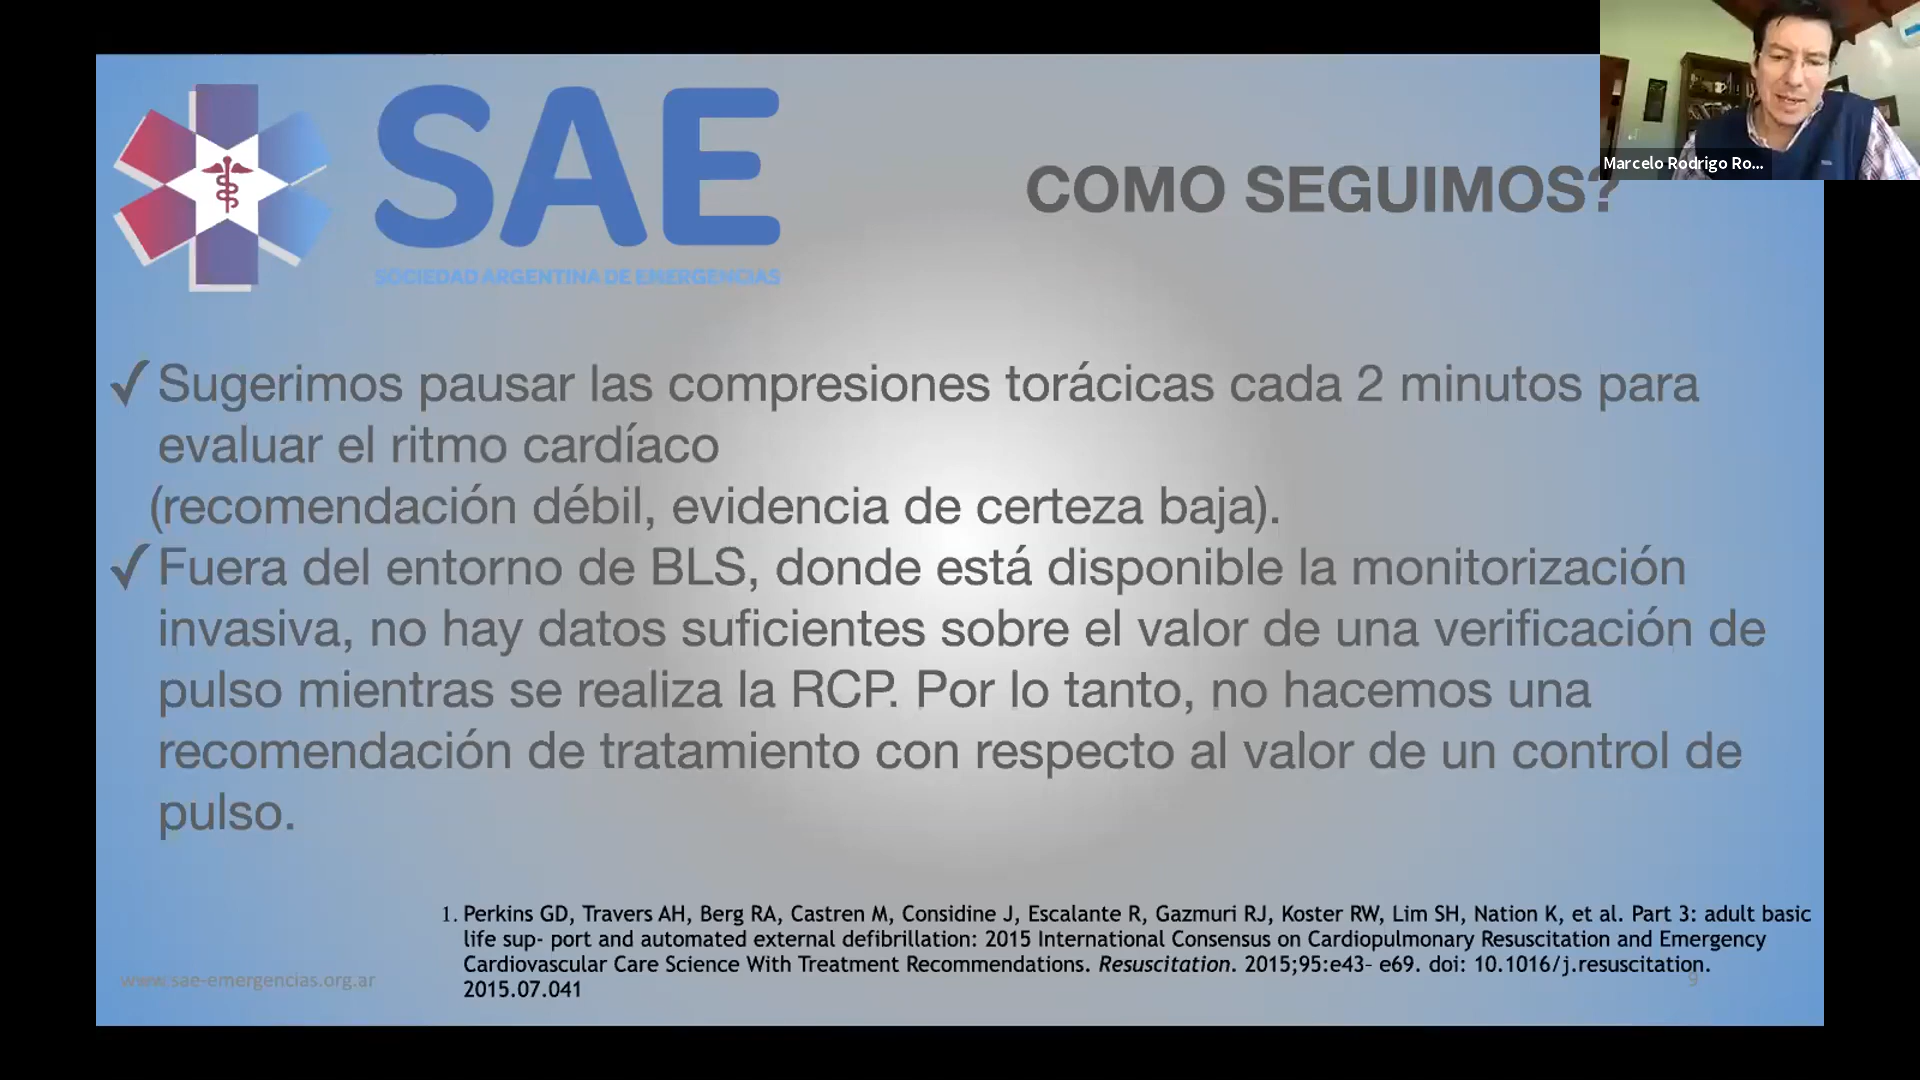 SAE
SOCIEDAD ARGENTINA DE EMERGENCIAS
COMO SEGUIMOS?
Marcelo Rodrigo Ro...
✓ Sugerimos pausar las compresiones torácicas cada 2 minutos para
evaluar el ritmo cardíaco
(recomendación débil, evidencia de certeza baja).
✓ Fuera del entorno de BLS, donde está disponible la monitorización
invasiva, no hay datos suficientes sobre el valor de una verificación de
pulso mientras se realiza la RCP. Por lo tanto, no hacemos una
recomendación de tratamiento con respecto al valor de un control de
pulso.
1. Perkins GD, Travers AH, Berg RA, Castren M, Considine J, Escalante R, Gazmuri RJ, Koster RW, Lim SH, Nation K, et al. Part 3: adult basic
life sup- port and automated external defibrillation: 2015 International Consensus on Cardiopulmonary Resuscitation and Emergency
Cardiovascular Care Science With Treatment Recommendations. Resuscitation. 2015;95:e43– e69. doi: 10.1016/j.resuscitation.
2015.07.041
www.sae-emergencias.org.ar
9